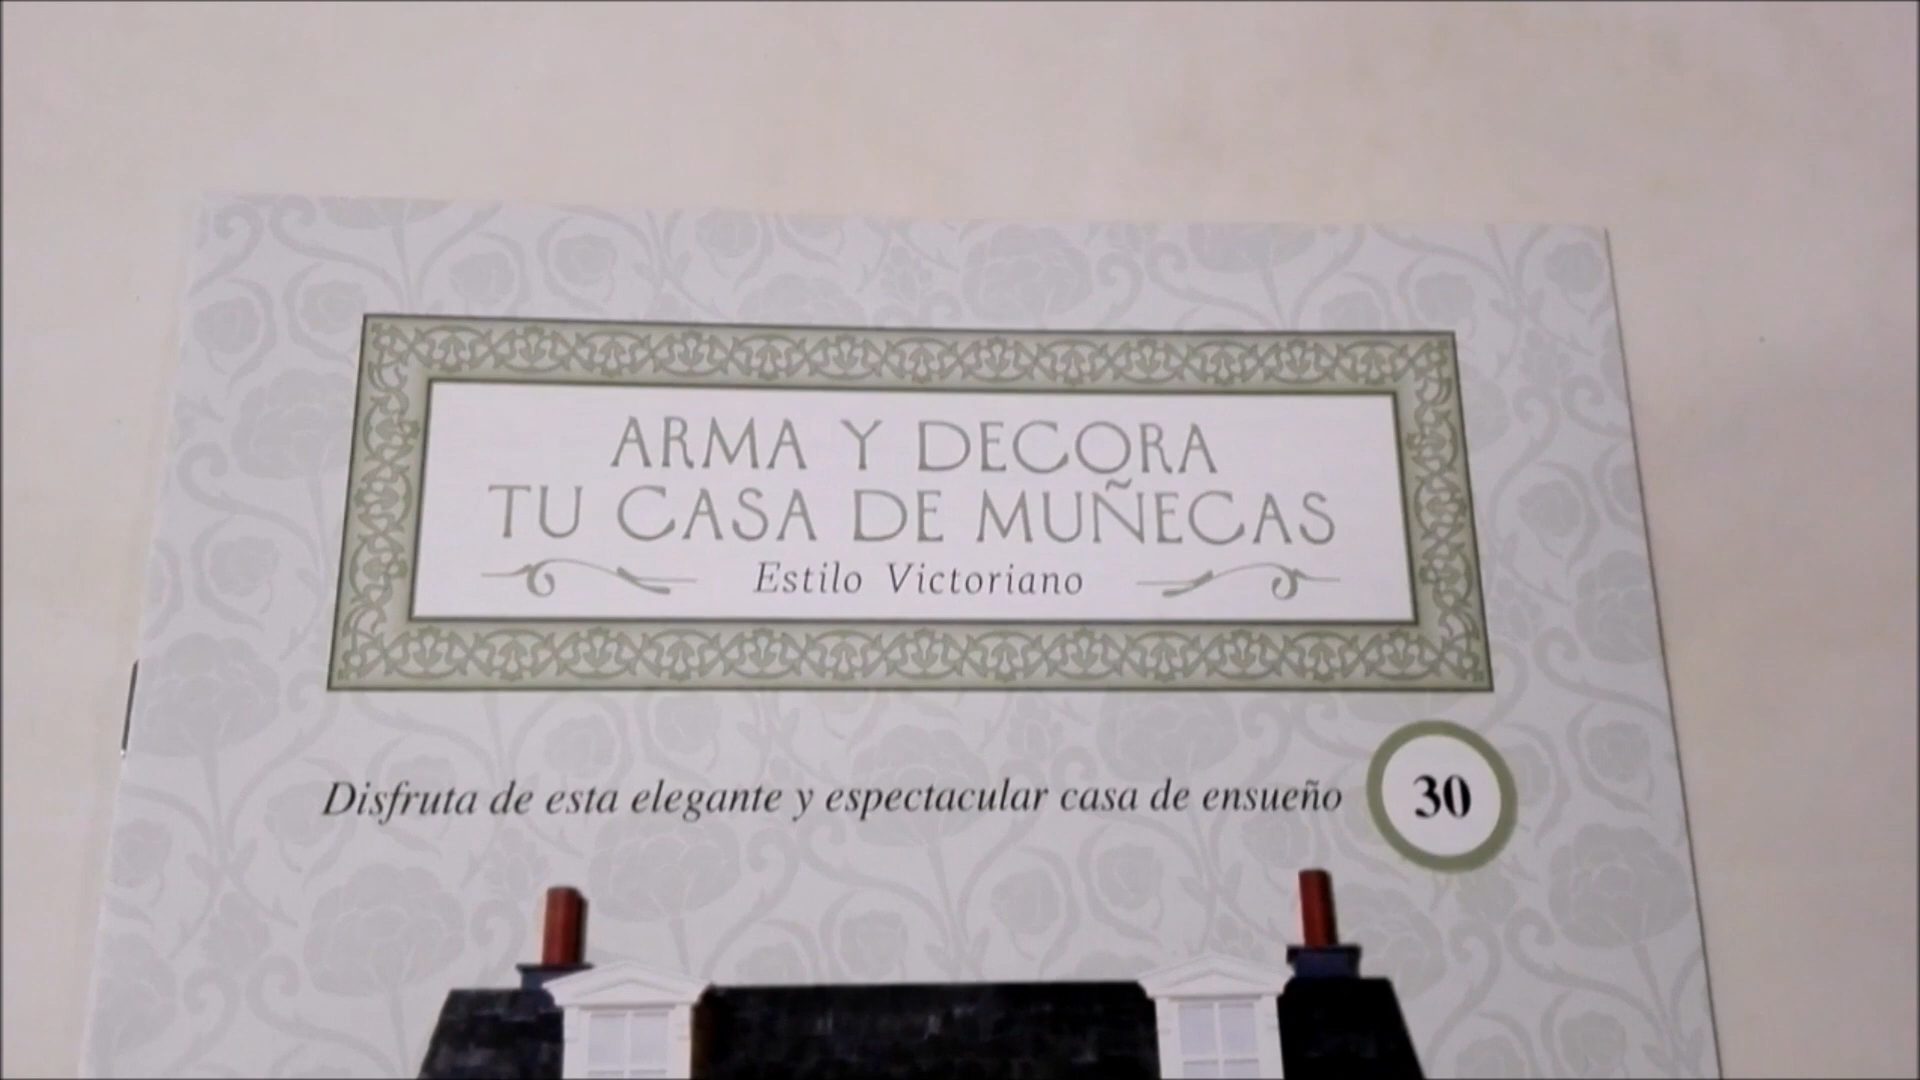 ARMA Y DECORA
TU CASA DE MUÑECAS
Estilo Victoriano
Disfruta de esta elegante y espectacular casa de ensueño
30